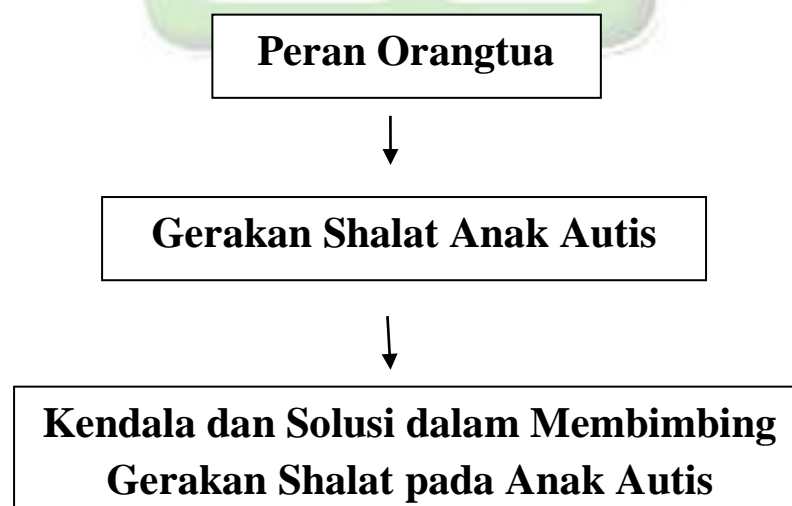 Peran Orangtua
Gerakan Shalat Anak Autis
Kendala dan Solusi dalam Membimbing
Gerakan Shalat pada Anak Autis